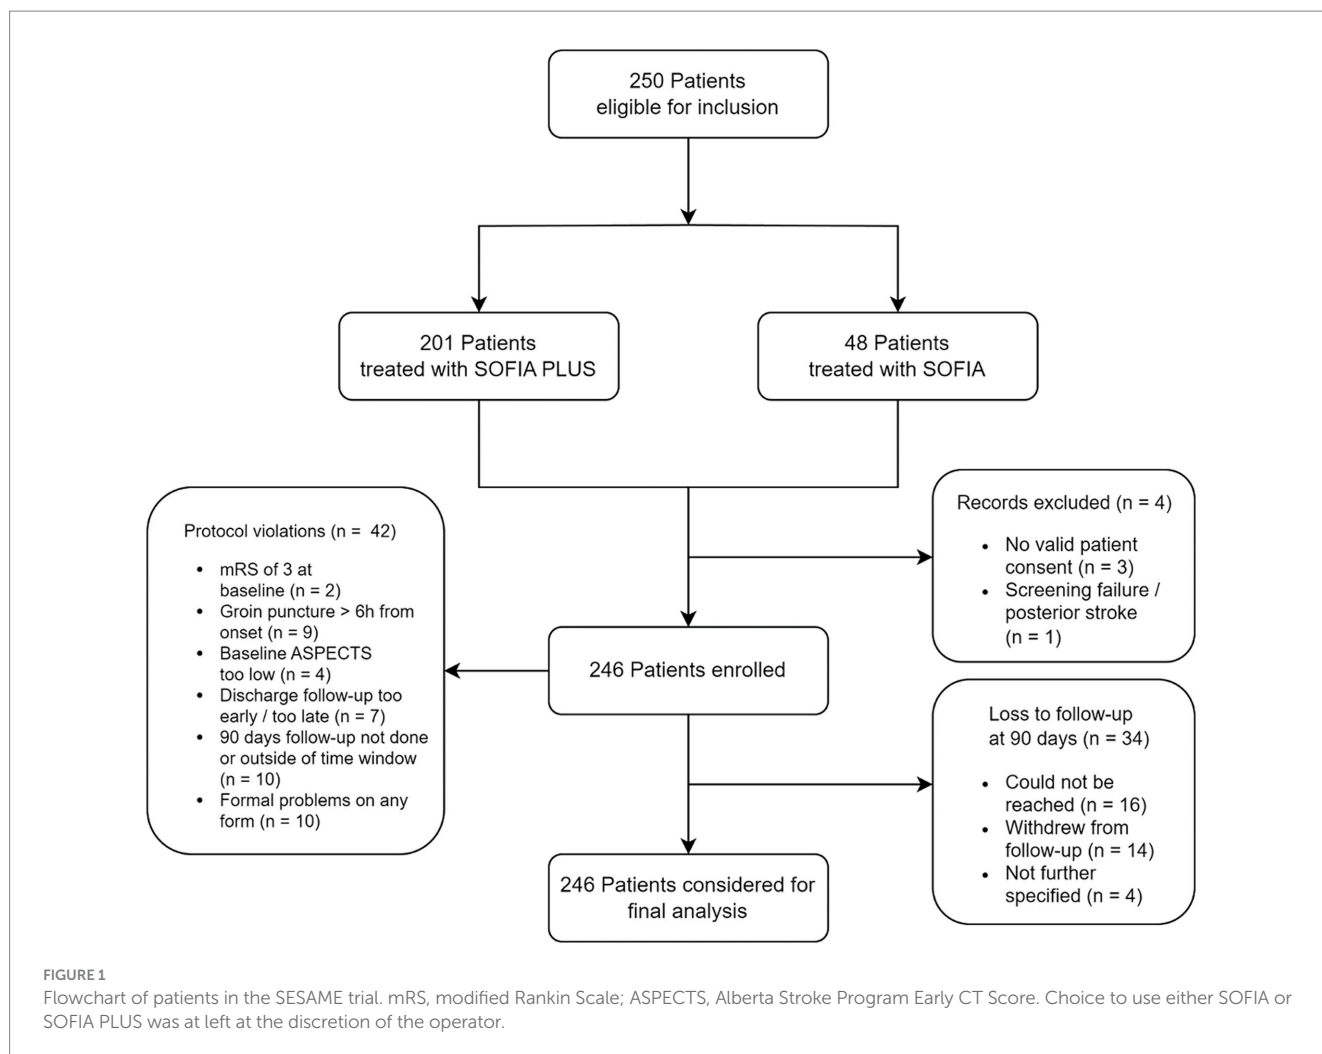 250 Patients
eligible for inclusion
201 Patients
treated with SOFIA PLUS
48 Patients
treated with SOFIA
Records excluded (n = 4)
• No valid patient
consent (n = 3)
• Screening failure /
posterior stroke
(n = 1)
Protocol violations (n = 42)
• mRS of 3 at
baseline (n = 2)
• Groin puncture > 6h from
onset (n = 9)
• Baseline ASPECTS
too low (n = 4)
• Discharge follow-up too
early / too late (n = 7)
• 90 days follow-up not done
or outside of time window
(n = 10)
• Formal problems on any
form (n = 10)
246 Patients enrolled
Loss to follow-up
at 90 days (n = 34)
• Could not be
reached (n = 16)
• Withdrew from
follow-up (n = 14)
• Not further
specified (n = 4)
246 Patients considered for
final analysis
FIGURE 1
Flowchart of patients in the SESAME trial. mRS, modified Rankin Scale; ASPECTS, Alberta Stroke Program Early CT Score. Choice to use either SOFIA or
SOFIA PLUS was at left at the discretion of the operator.